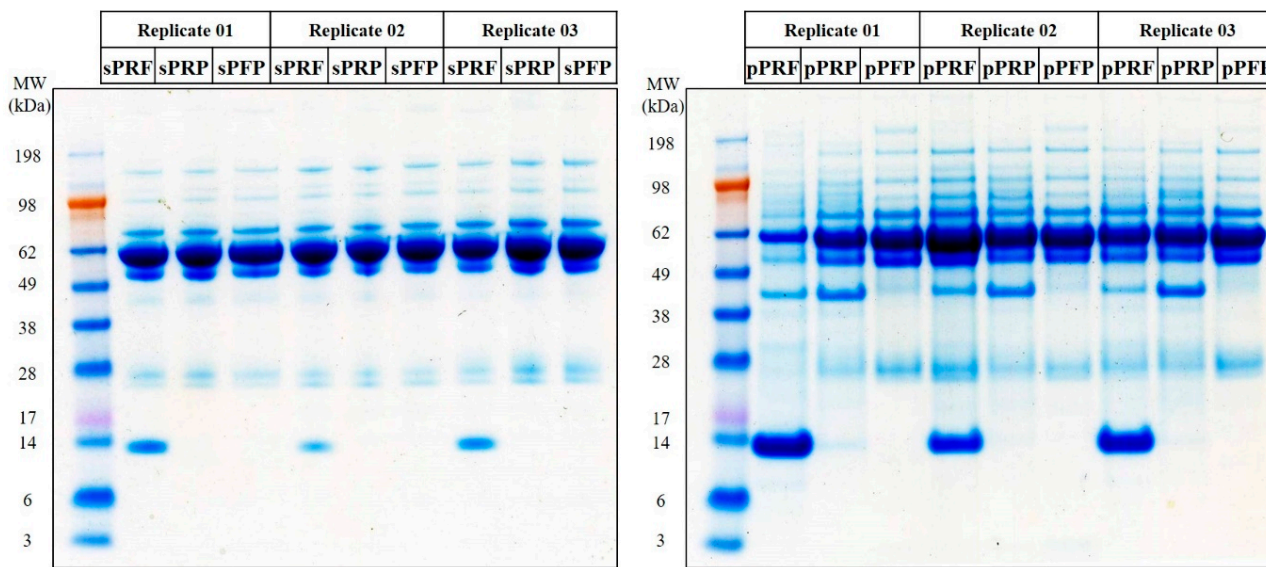 Replicate 01 Replicate 02 Replicate 03
sPRF sPRP sPFP sPRF sPRP sPFP sPRF sPRP sPFP
MW
(kDa)
198
98
62
49
38
28
17
14
6
3
Replicate 01 Replicate 02 Replicate 03
pPRF pPRP pPFP pPRF pPRP pPFP pPRF pPRP pPFP
MW
(kDa)
198
98
62
49
38
28
17
14
6
3